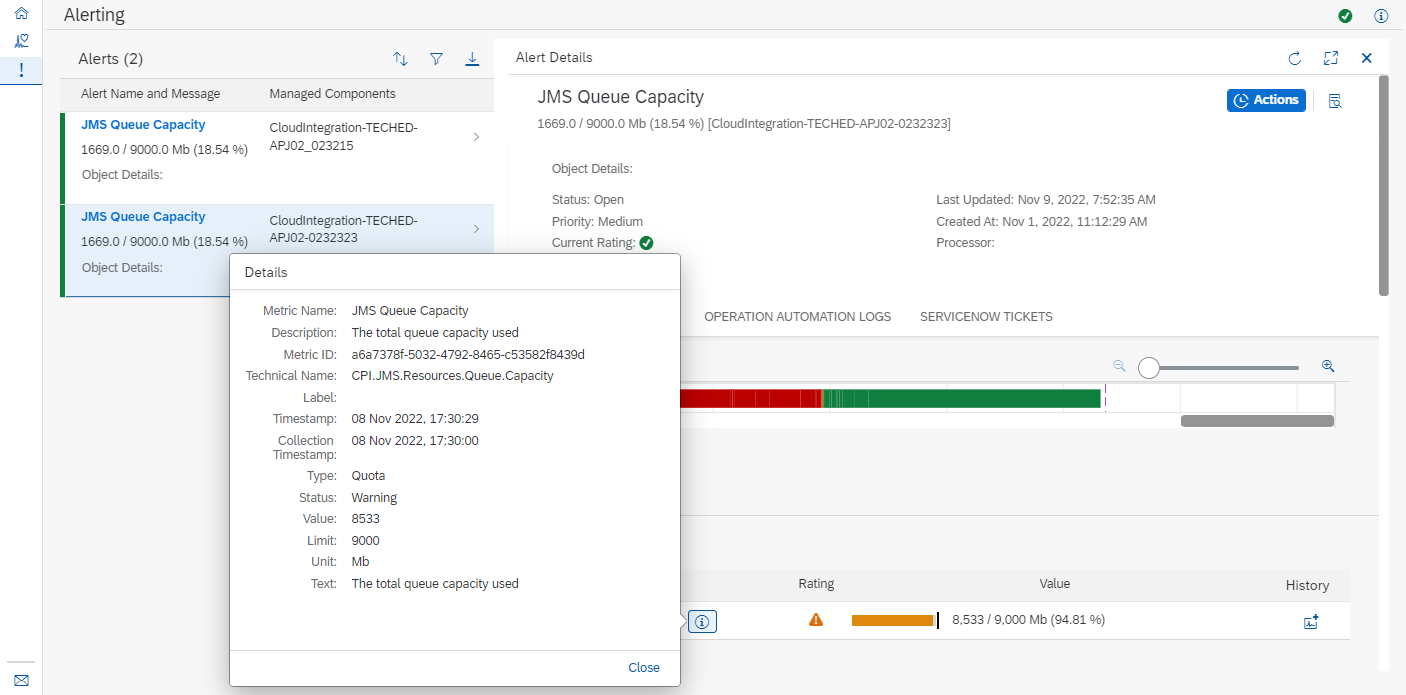 Alerting
Alerts (2)
Alert Name and Message Managed Components
JMS Queue Capacity
1669.0 / 9000.0 Mb (18.54 %)
Object Details:
CloudIntegration-TECHED-
APJ02_023215
JMS Queue Capacity
1669.0 / 9000.0 Mb (18.54 %)
Object Details:
CloudIntegration-TECHED-
APJ02-0232323
Alert Details
JMS Queue Capacity
Actions
1669.0 / 9000.0 Mb (18.54 %) [CloudIntegration-TECHED-APJ02-0232323]
Object Details:
Status: Open
Priority: Medium
Current Rating:
Last Updated: Nov 9, 2022, 7:52:35 AM
Created At: Nov 1, 2022, 11:12:29 AM
Processor:
OPERATION AUTOMATION LOGS SERVICENOW TICKETS
Details
Metric Name: JMS Queue Capacity
Description: The total queue capacity used
Metric ID: a6a7378f-5032-4792-8465-c53582f8439d
Technical Name: CPI.JMS.Resources.Queue.Capacity
Label:
Timestamp: 08 Nov 2022, 17:30:29
Collection 08 Nov 2022, 17:30:00
Timestamp:
Type: Quota
Status: Warning
Value: 8533
Limit: 9000
Unit: Mb
Text: The total queue capacity used
Close
Rating Value History
8,533 / 9,000 Mb (94.81 %)